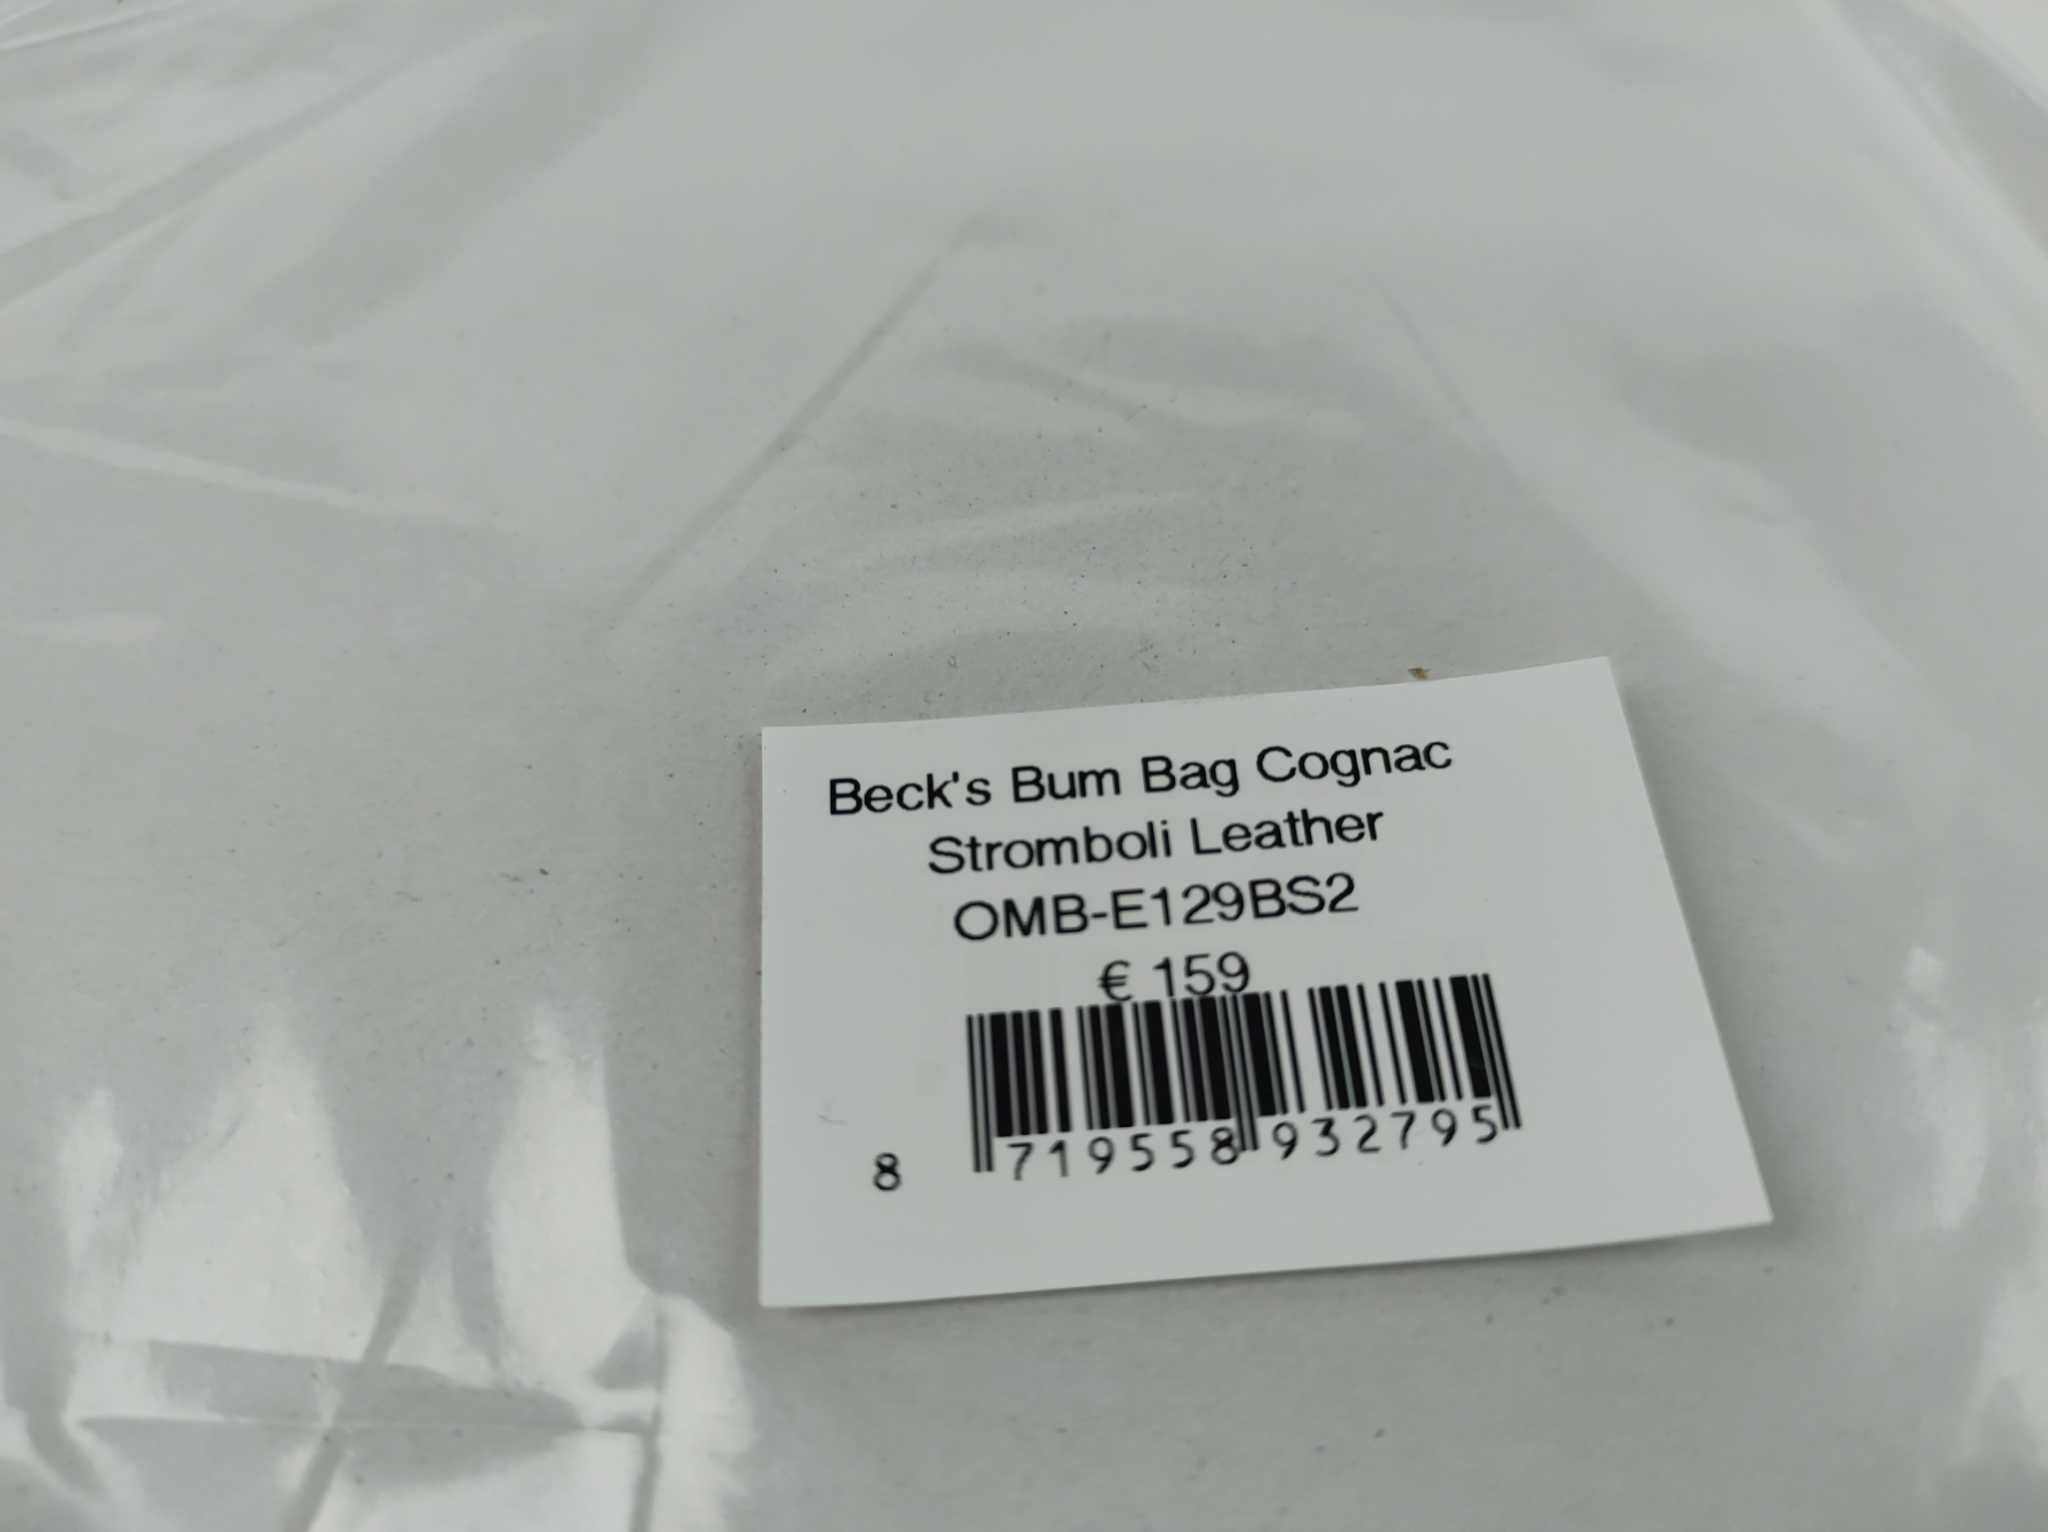 Beck's Bum Bag Cognac
Stromboli Leather
OMB-E129BS2
€ 159
8 719558 932795